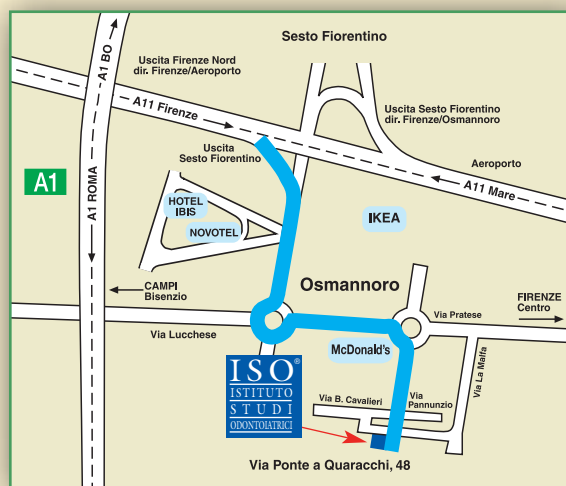 A1 BO
Sesto Fiorentino
Uscita Firenze Nord
dir. Firenze/Aeroporto
A11 Firenze
Uscita Sesto Fiorentino
dir. Firenze/Osmannoro
Uscita
Sesto Fiorentino
Aeroporto
A11 Mare
A1
A1 ROMA
HOTEL
IBIS
NOVOTEL
IKEA
CAMPI
Bisenzio
Osmannoro
FIRENZE
Centro
Via Pratese
Via Lucchese
McDonald's
Via La Malfa
ISO®
ISTITUTO
STUDI
ODONTOIATRICI
Via B. Cavalieri
Via
Pannunzio
Via Ponte a Quaracchi, 48